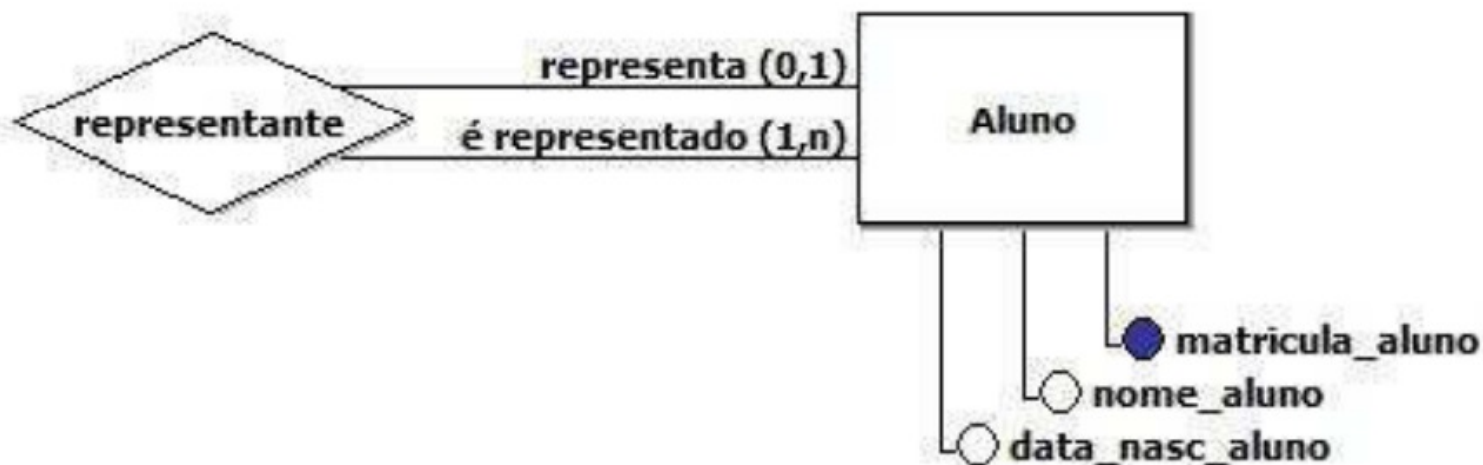 representa (0,1)
representante
é representado (1,n)
Aluno
matricula_aluno
nome_aluno
data_nasc_aluno